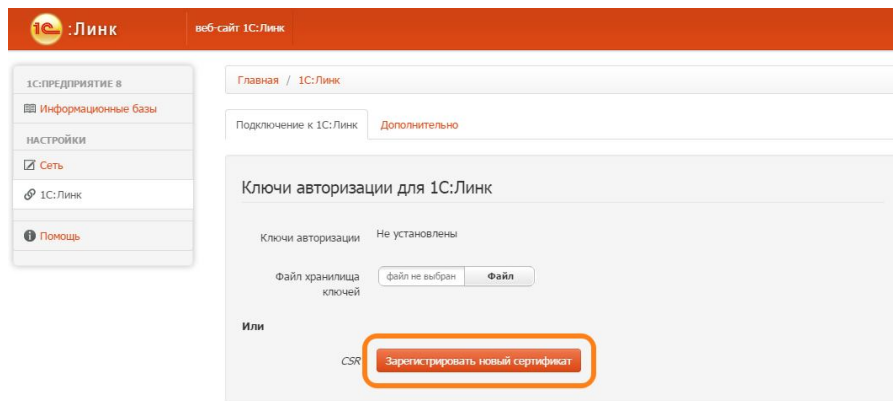 1С :Линк веб-сайт 1С:Линк
1С:ПРЕДПРИЯТИЕ 8
Информационные базы
НАСТРОЙКИ
Сеть
1С:Линк
Помощь
Главная / 1С:Линк
Подключение к 1С:Линк Дополнительно
Ключи авторизации для 1С:Линк
Ключи авторизации Не установлены
Файл хранилища
ключей
файл не выбран Файл
Или
CSR Зарегистрировать новый сертификат